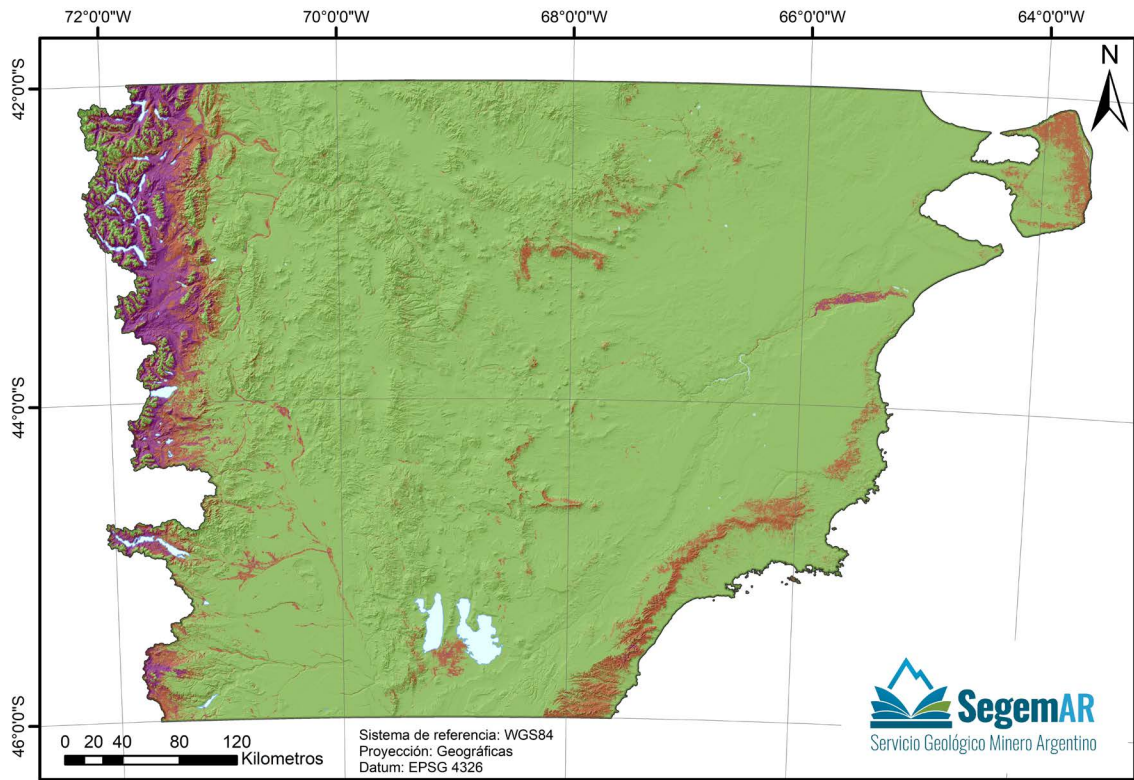 72°0'0"W 70°0'0"W 68°0'0"W 66°0'0"W 64°0'0"W
N
42°0'0"S
44°0'0"S
46°0'0"S
0 20 40 80 120
Kilometros
Sistema de referencia: WGS84
Proyección: Geográficas
Datum: EPSG 4326
SegemAR
Servicio Geológico Minero Argentino